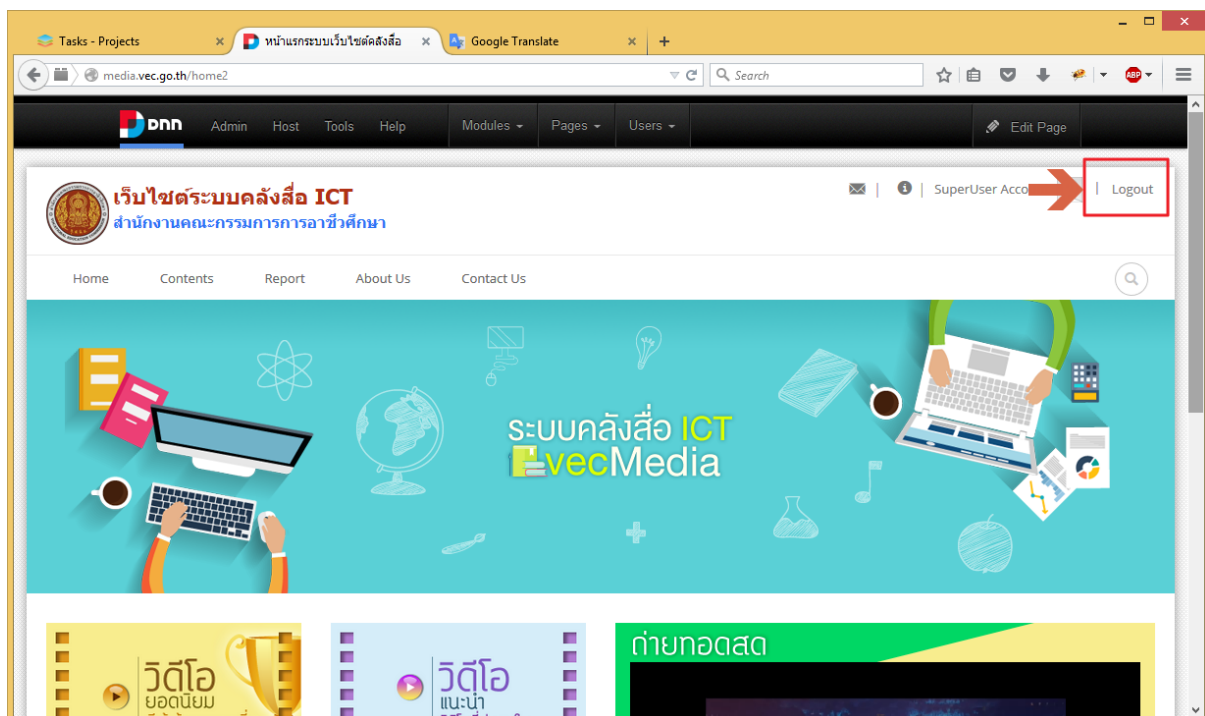 Tasks - Projects
หน้าแรกระบบเว็บไซต์คลังสื่อ
Google Translate
media.vec.go.th/home2
Search
ABP
DNN
Admin Host Tools Help Modules Pages Users Edit Page
เว็บไซต์ระบบคลังสื่อ ICT
สำนักงานคณะกรรมการการอาชีวศึกษา
| | SuperUser | Logout
Home Contents Report About Us Contact Us
ระบบคลังสื่อ ICT
vecMedia
วิดีโอ
ยอดนิยม
วิดีโอ
แนะนำ
ถ่ายทอดสด